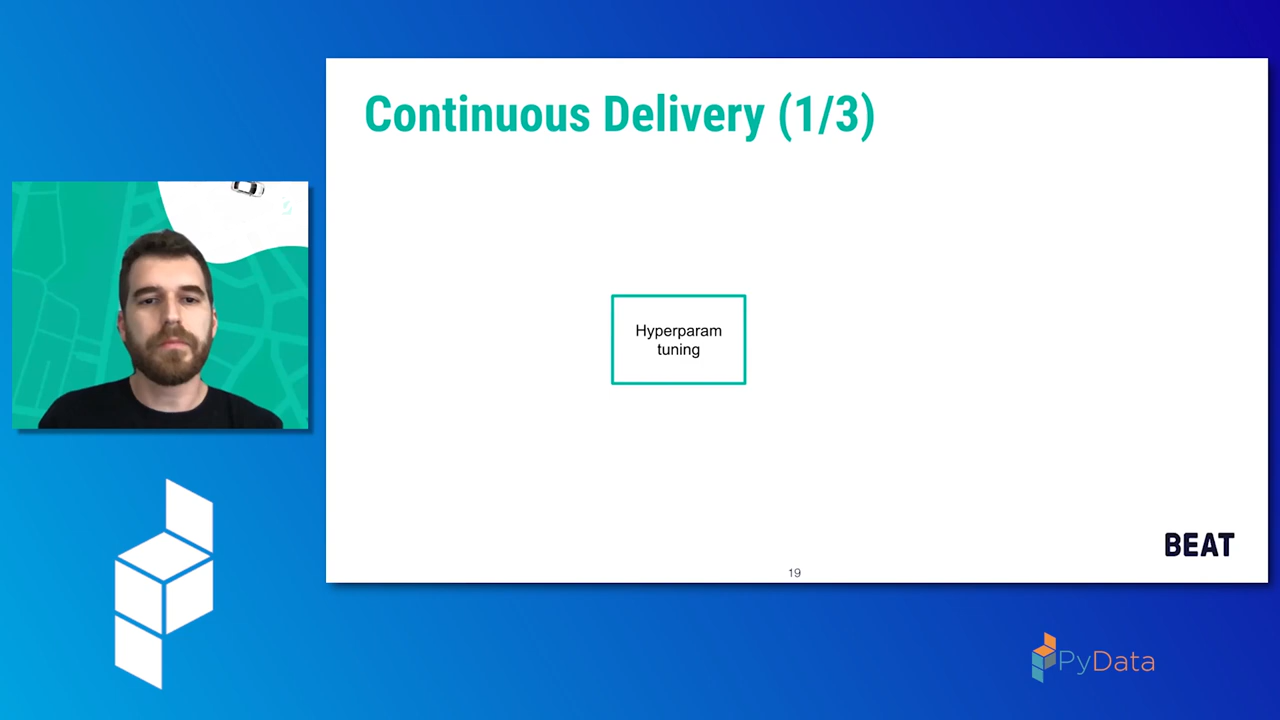 Continuous Delivery (1/3)
Hyperparam
tuning
BEAT
19
PyData